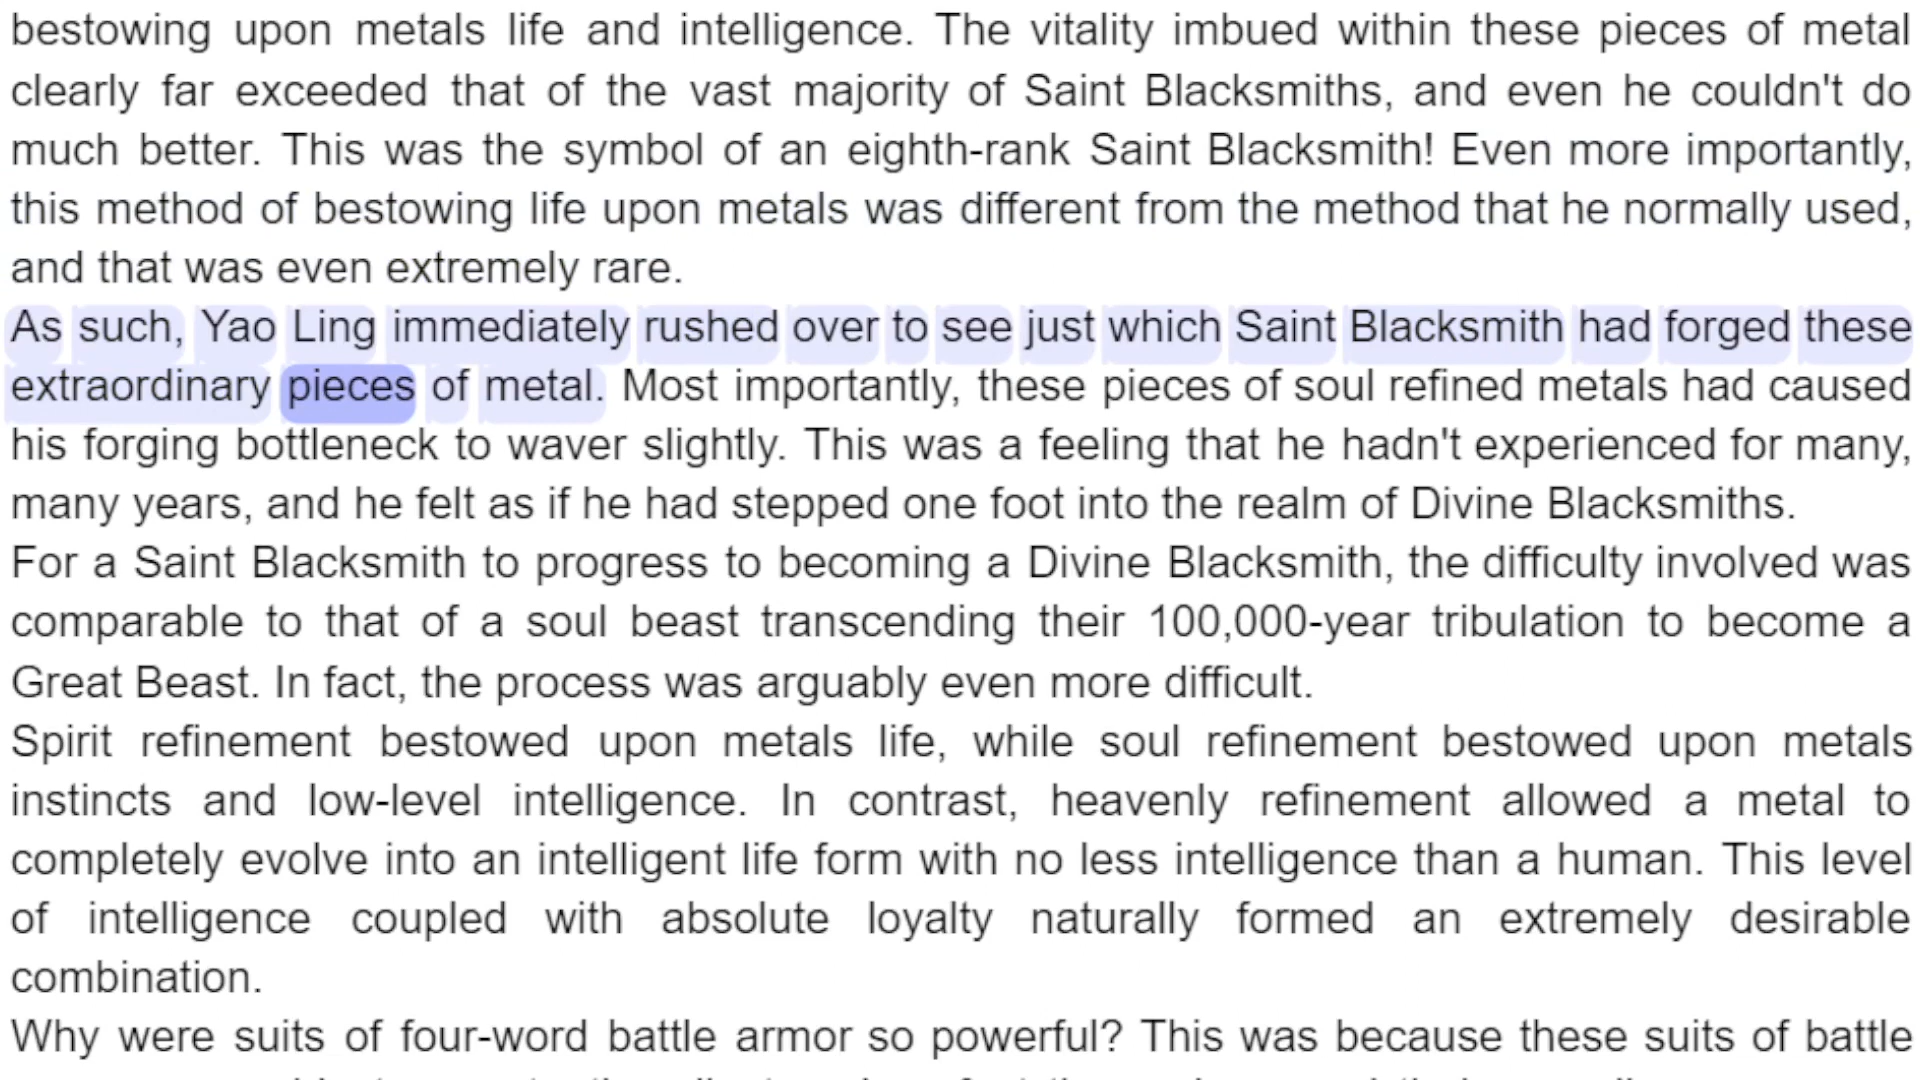 bestowing upon metals life and intelligence. The vitality imbued within these pieces of metal
clearly far exceeded that of the vast majority of Saint Blacksmiths, and even he couldn't do
much better. This was the symbol of an eighth-rank Saint Blacksmith! Even more importantly,
this method of bestowing life upon metals was different from the method that he normally used,
and that was even extremely rare.
As such, Yao Ling immediately rushed over to see just which Saint Blacksmith had forged these
extraordinary pieces of metal. Most importantly, these pieces of soul refined metals had caused
his forging bottleneck to waver slightly. This was a feeling that he hadn't experienced for many,
many years, and he felt as if he had stepped one foot into the realm of Divine Blacksmiths.
For a Saint Blacksmith to progress to becoming a Divine Blacksmith, the difficulty involved was
comparable to that of a soul beast transcending their 100,000-year tribulation to become a
Great Beast. In fact, the process was arguably even more difficult.
Spirit refinement bestowed upon metals life, while soul refinement bestowed upon metals
instincts and low-level intelligence. In contrast, heavenly refinement allowed a metal to
completely evolve into an intelligent life form with no less intelligence than a human. This level
of intelligence coupled with absolute loyalty naturally formed an extremely desirable
combination.
Why were suits of four-word battle armor so powerful? This was because these suits of battle